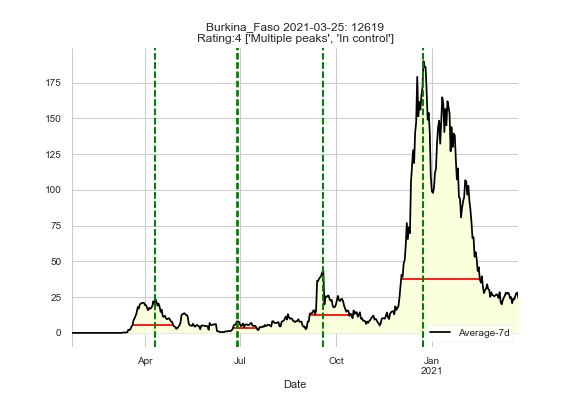 Burkina_Faso 2021-03-25: 12619
Rating:4 ['Multiple peaks', 'In control']
175
150
125
100
75
50
25
0
Average-7d
Apr
Jul
Oct
Jan
2021
Date